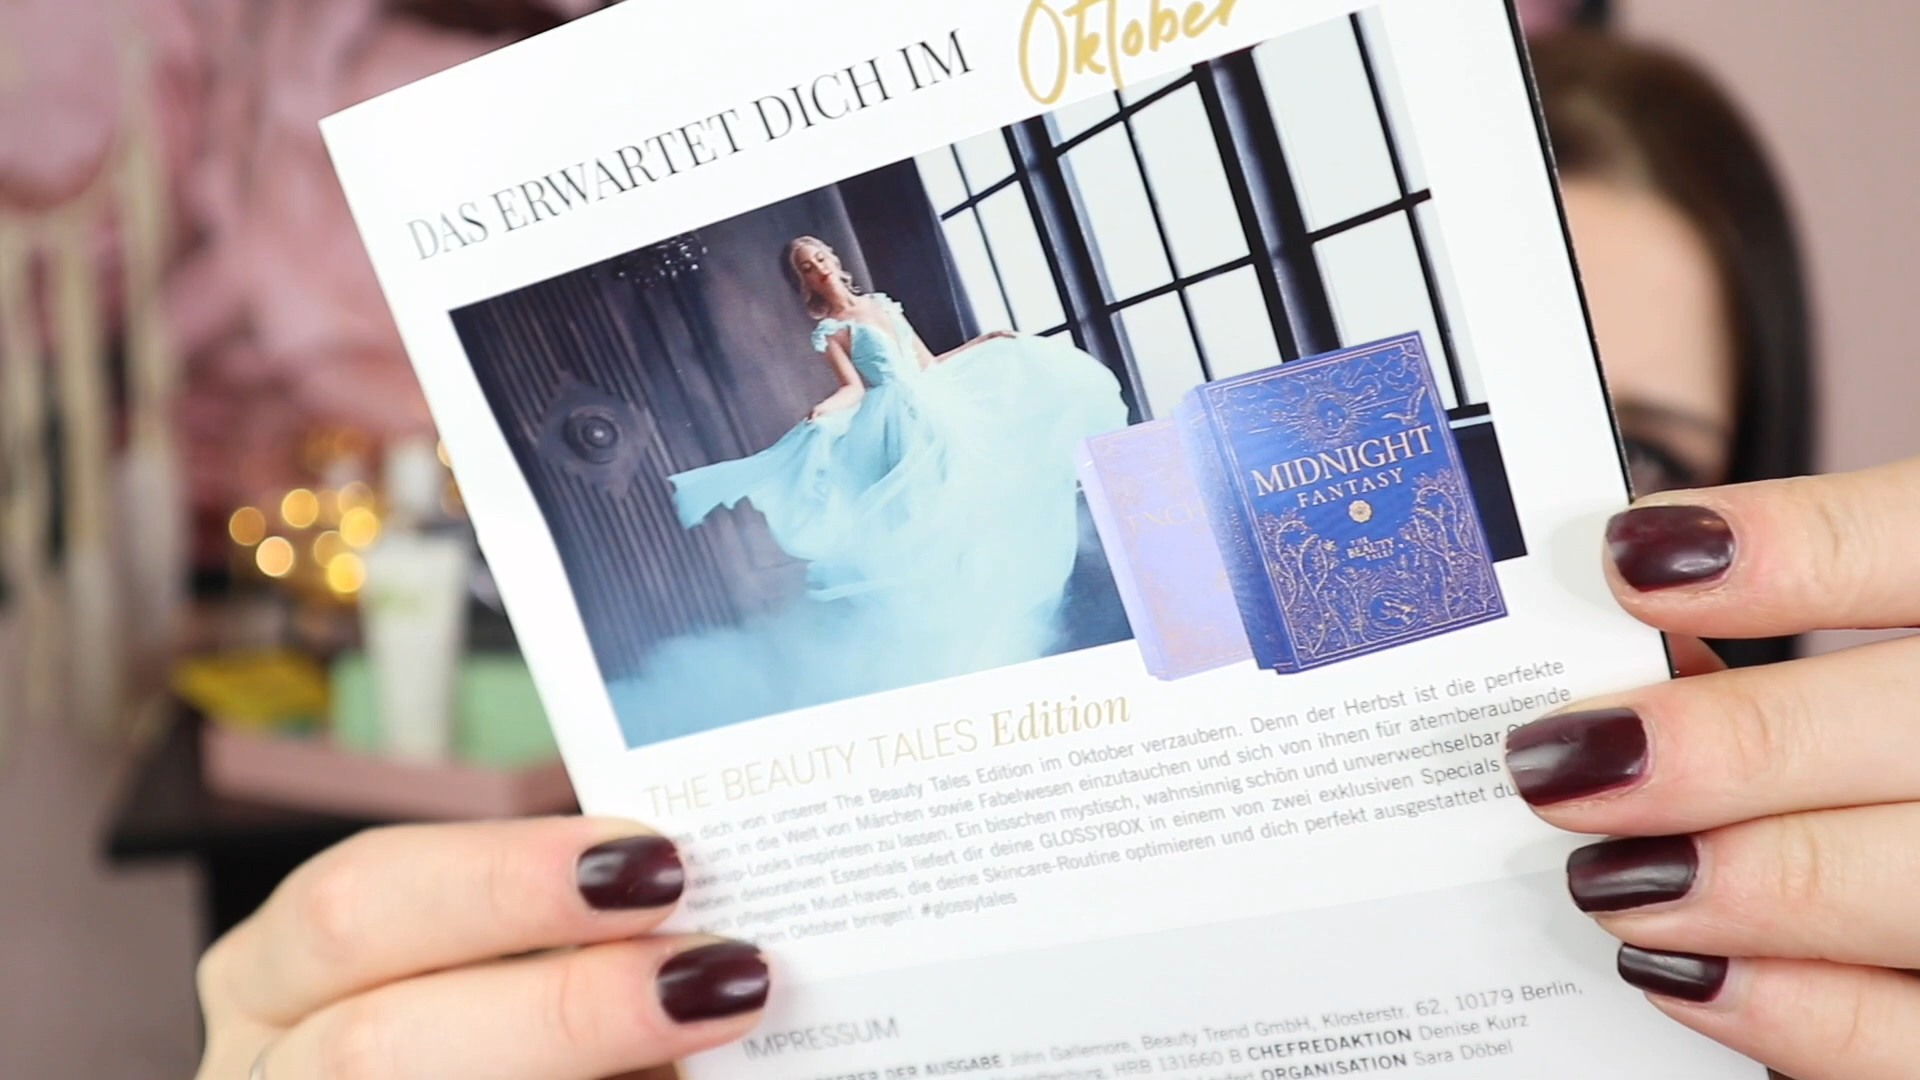 DAS ERWARTET DICH IM Oktober
MIDNIGHT
FANTASY
THE
BEAUTY
TALES
ENCH
THE BEAUTY TALES Edition
dich von unserer The Beauty Tales Edition im Oktober verzaubern. Denn der Herbst ist die perfekte
um in die Welt von Märchen sowie Fabelwesen einzutauchen und sich von ihnen für atemberaubende
Make-up-Looks inspirieren zu lassen. Ein bisschen mystisch, wahnsinnig schön und unverwechselbar
Neben dekorativen Essentials liefert dir deine GLOSSYBOX in einem von zwei exklusiven Specials
auch pflegende Must-haves, die deine Skincare-Routine optimieren und dich perfekt ausgestattet du
Oktober bringen! #glossytales
IMPRESSUM
DER AUSGABE John Gallemore, Beauty Trend GmbH, Klosterstr. 62, 10179 Berlin,
HRB 131660 B CHEFREDAKTION Denise Kurz
ORGANISATION Sara Döbel